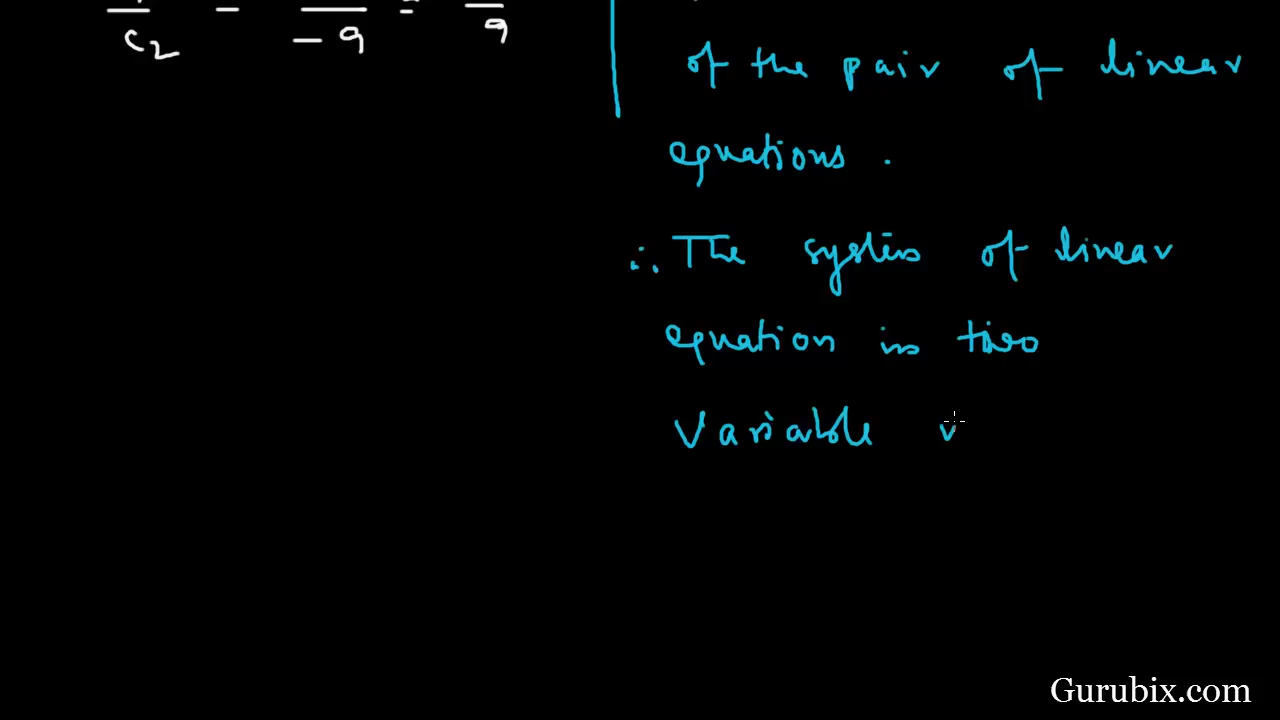 c₂ = — = —
- 9 9
of the pair of linear
equations .
∴ The system of linear
equation in two
Variable
Gurubix.com